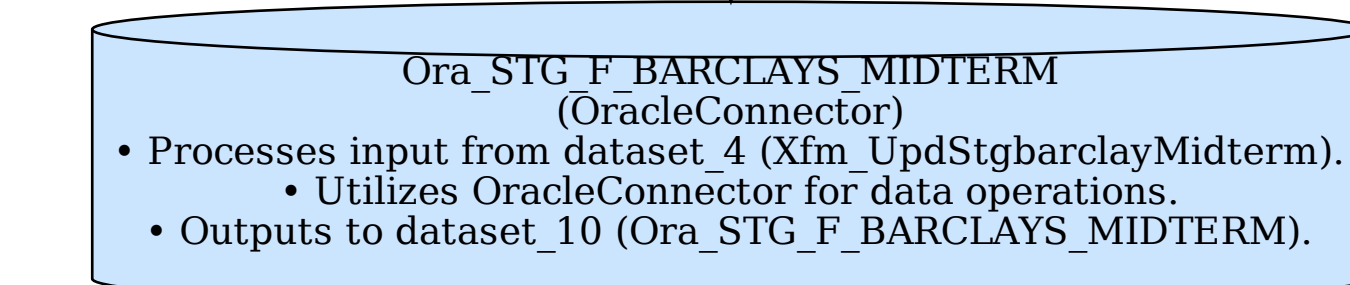 Ora_STG_F_BARCLAYS_MIDTERM
(OracleConnector)
• Processes input from dataset_4 (Xfm_UpdStgbarclayMidterm).
• Utilizes OracleConnector for data operations.
• Outputs to dataset_10 (Ora_STG_F_BARCLAYS_MIDTERM).